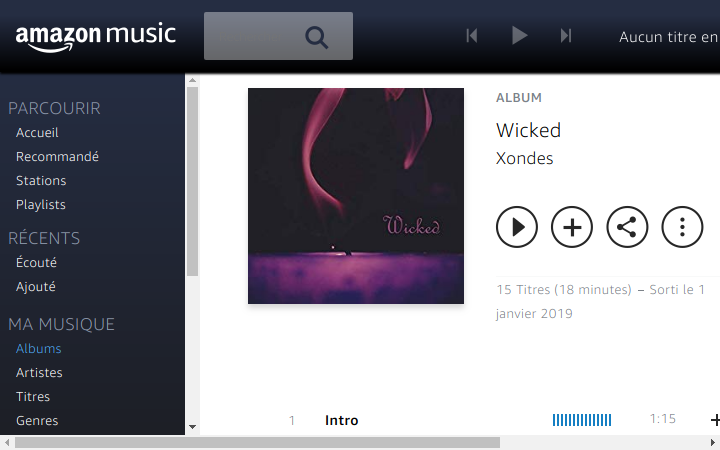 amazon music
Aucun titre en
PARCOURIR
Accueil
Recommandé
Stations
Playlists
RÉCENTS
Écouté
Ajouté
MA MUSIQUE
Albums
Artistes
Titres
Genres
Wicked
ALBUM
Wicked
Xondes
15 Titres (18 minutes) – Sorti le 1
janvier 2019
1 Intro 1:15